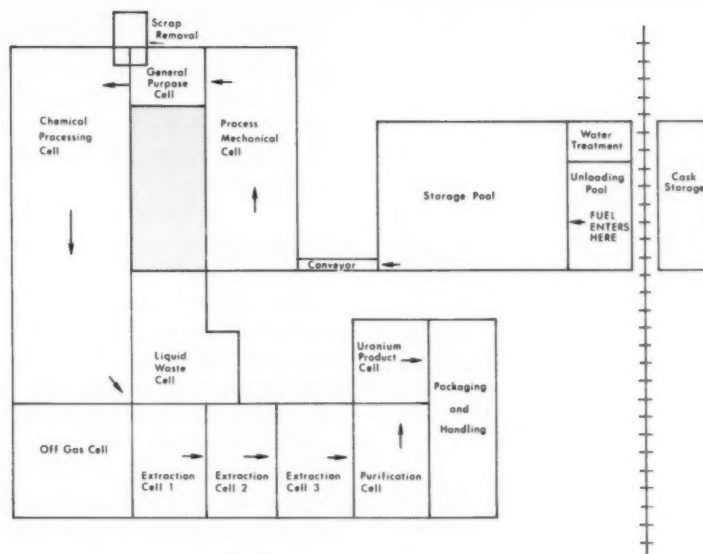 Scrap
Removal
General
Purpose
Cell
Chemical
Processing
Cell
Process
Mechanical
Cell
Water
Treatment
Storage Pool
Unloading
Pool
FUEL
ENTERS
HERE
Cask
Storage
Conveyor
Liquid
Waste
Cell
Uranium
Product
Cell
Packaging
and
Handling
Off Gas Cell
Extraction
Cell 1
Extraction
Cell 2
Extraction
Cell 3
Purification
Cell